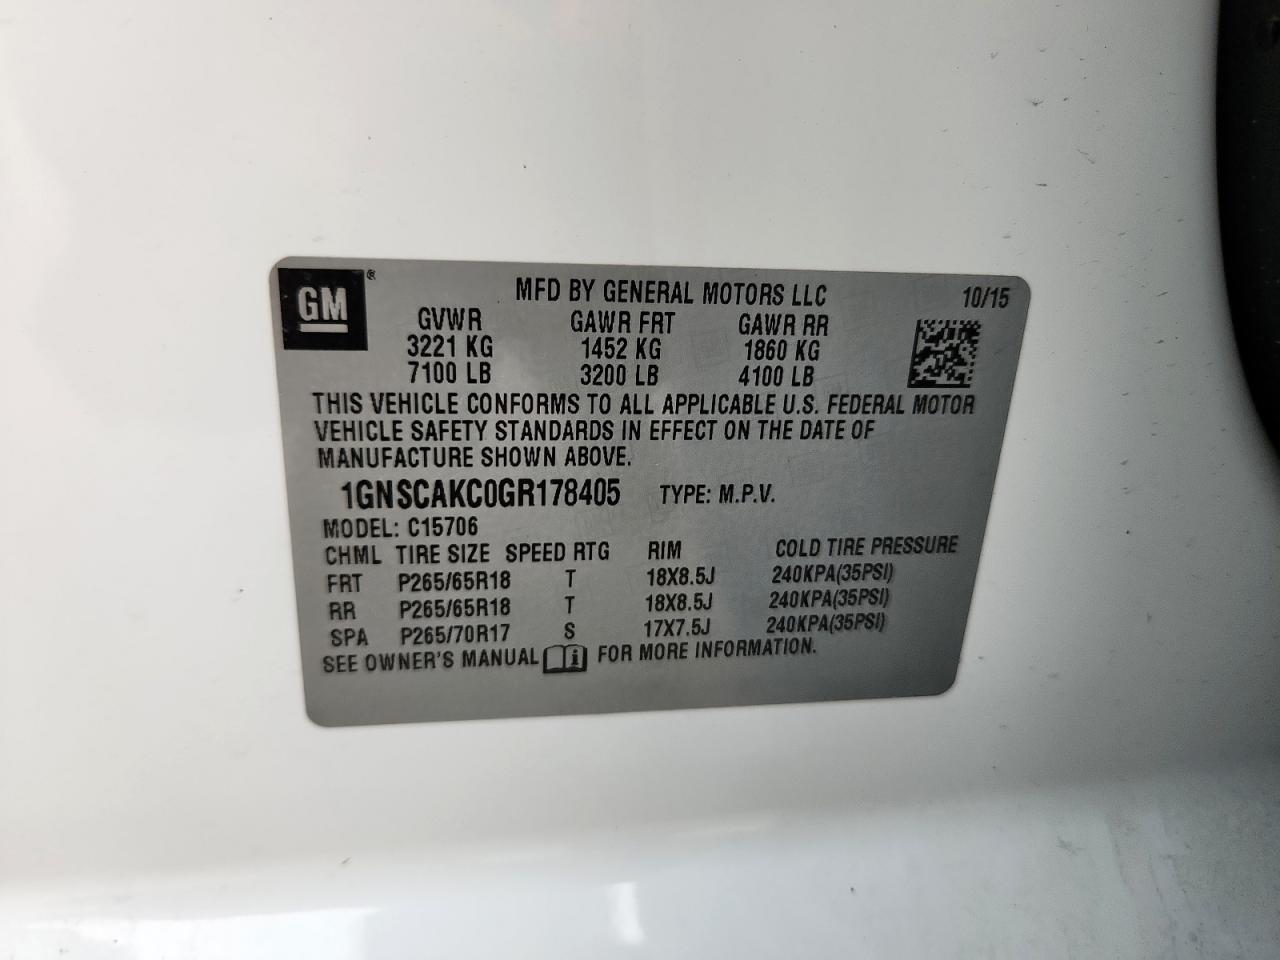 GM ®
MFD BY GENERAL MOTORS LLC 10/15
GVWR GAWR FRT GAWR RR
3221 KG 1452 KG 1860 KG
7100 LB 3200 LB 4100 LB
THIS VEHICLE CONFORMS TO ALL APPLICABLE U.S. FEDERAL MOTOR
VEHICLE SAFETY STANDARDS IN EFFECT ON THE DATE OF
MANUFACTURE SHOWN ABOVE.
1GNSCAKC0GR178405 TYPE: M.P.V.
MODEL: C15706
CHML TIRE SIZE SPEED RTG RIM COLD TIRE PRESSURE
FRT P265/65R18 T 18X8.5J 240KPA(35PSI)
RR P265/65R18 T 18X8.5J 240KPA(35PSI)
SPA P265/70R17 S 17X7.5J 240KPA(35PSI)
SEE OWNER'S MANUAL i FOR MORE INFORMATION.